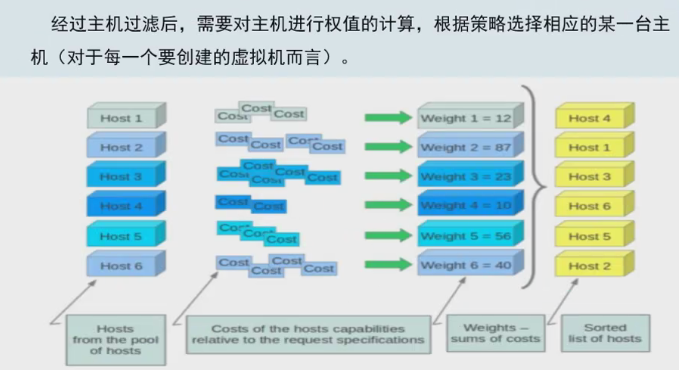 经过主机过滤后，需要对主机进行权值的计算，根据策略选择相应的某一台主
机（对于每一个要创建的虚拟机而言）。
Host 1
Cost Cost Cost
Weight 1 = 12
Host 4
Host 2
Cost Cost Cost Cost
Weight 2 = 87
Host 1
Host 3
Cost Cost Cost Cost Cost
Weight 3 = 23
Host 3
Host 4
Cost Cost
Weight 4 = 10
Host 6
Host 5
Cost Cost Cost
Weight 5 = 56
Host 5
Host 6
Cost Cost Cost Cost
Weight 6 = 40
Host 2
Hosts
from the pool
of hosts
Costs of the hosts capabilities
relative to the request specifications
Weights –
sums of costs
Sorted
list of hosts